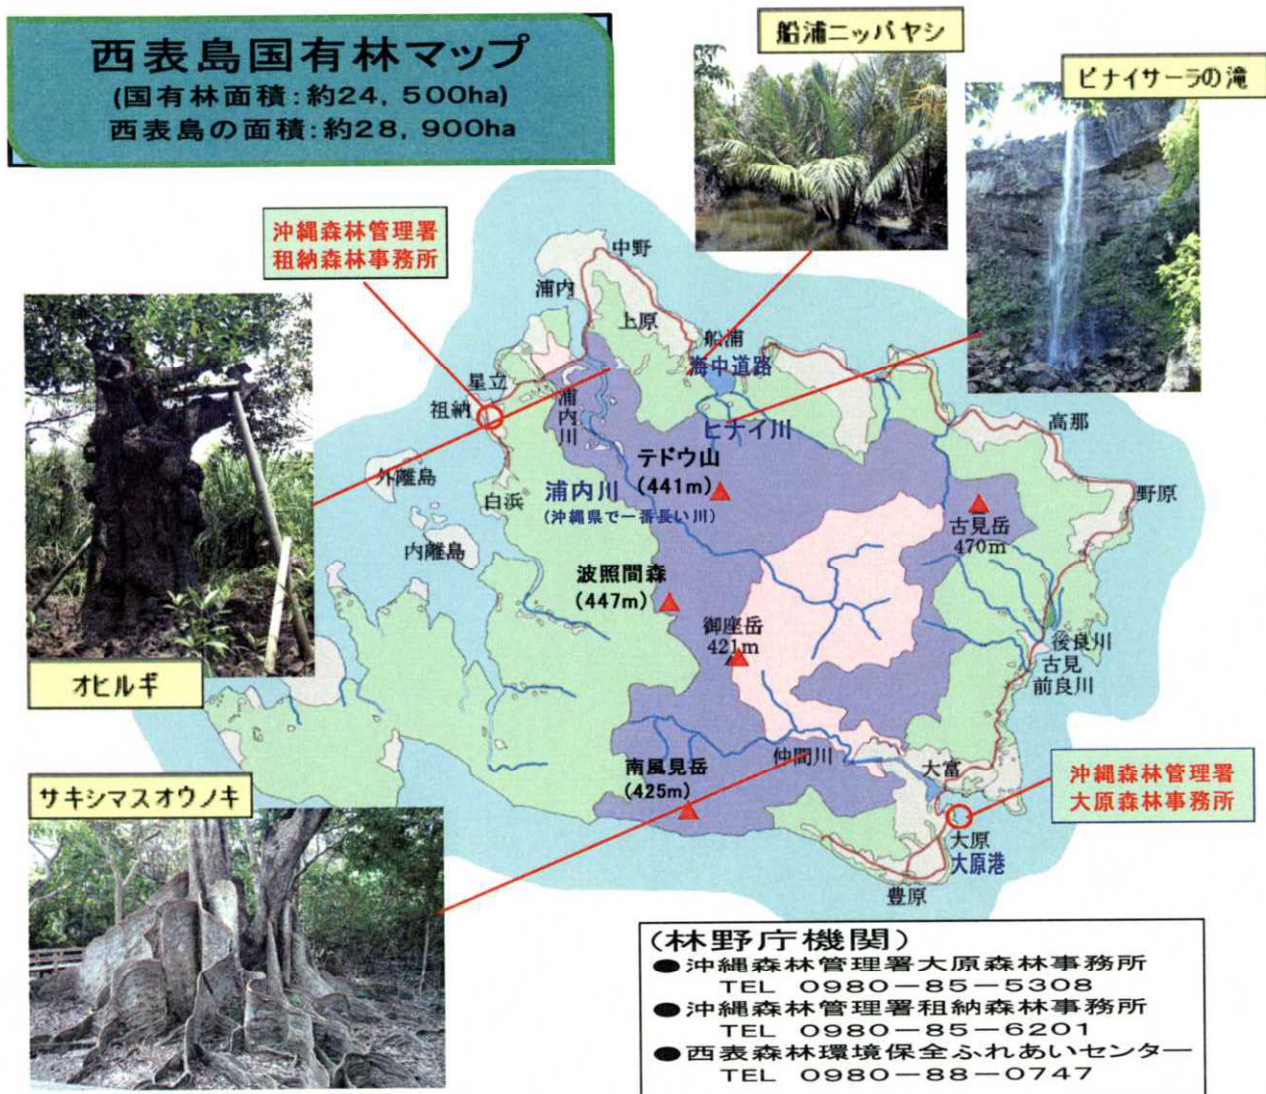 西表島国有林マップ
(国有林面積:約24,500ha)
西表島の面積:約28,900ha
船浦ニッパヤシ
ピナイサーラの滝
沖縄森林管理署
租納森林事務所
中野
浦内
上原
船浦
海中道路
星立
祖納
浦内川
ヒナイ川
高那
テドウ山
(441m)
外離島
白浜
浦内川
(沖縄県で一番長い川)
野原
古見岳
470m
内離島
波照間森
(447m)
御座岳
421m
後良川
古見
前良川
オヒルギ
仲間川
南風見岳
(425m)
大富
沖縄森林管理署
大原森林事務所
サキシマスオウノキ
大原
大原港
豊原
(林野庁機関)
●沖縄森林管理署大原森林事務所
TEL 0980-85-5308
●沖縄森林管理署租納森林事務所
TEL 0980-85-6201
●西表森林環境保全ふれあいセンター
TEL 0980-88-0747